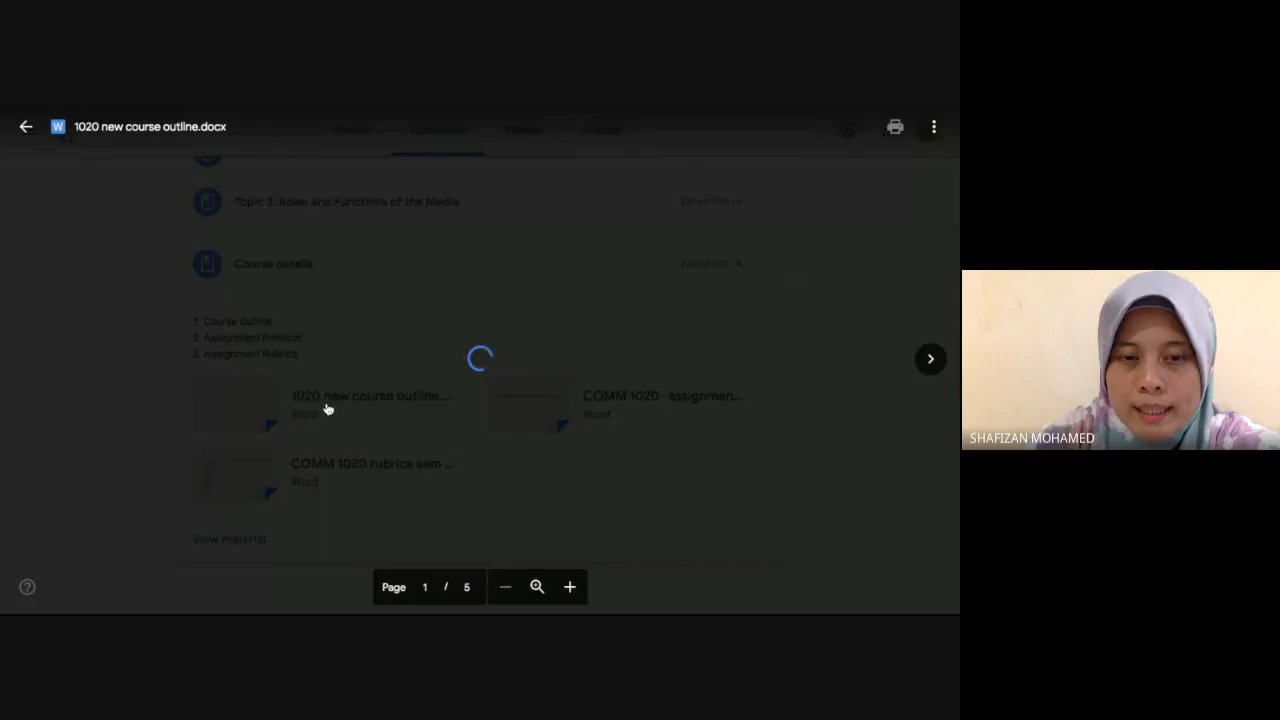 1020 new course outline.docx
Topic 3: Roles and Functions of the Media
Course details
1. Course Outline
2. Assignment Protocol
3. Assignment Rubrics
1020 new course outline....
Word
COMM 1020- assignmen...
Word
COMM 1020 rubrics sem ...
Word
View material
Page 1 / 5
SHAFIZAN MOHAMED